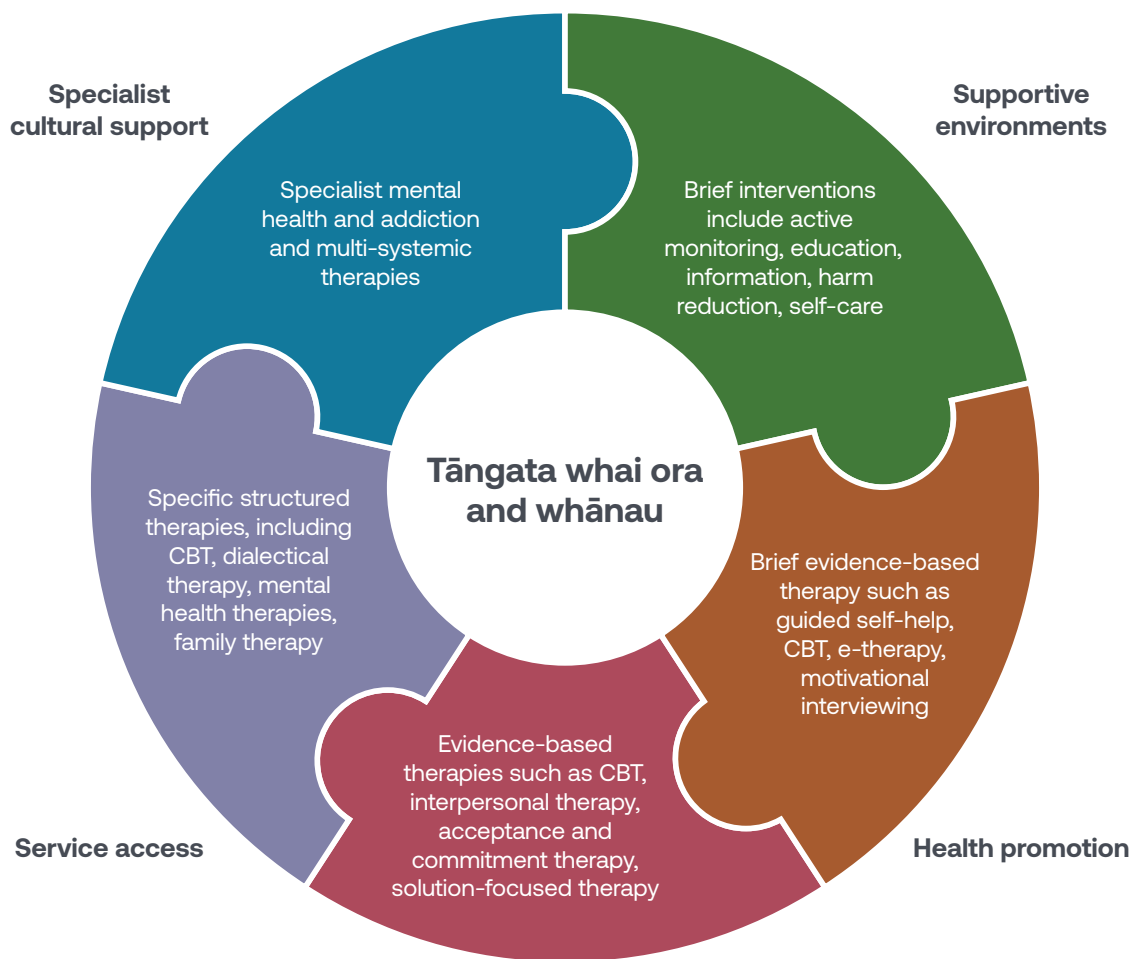 Specialist
cultural support
Supportive
environments
Specialist mental
health and addiction
and multi-systemic
therapies
Brief interventions
include active
monitoring, education,
information, harm
reduction, self-care
Tāngata whai ora
and whānau
Specific structured
therapies, including
CBT, dialectical
therapy, mental
health therapies,
family therapy
Brief evidence-based
therapy such as
guided self-help,
CBT, e-therapy,
motivational
interviewing
Evidence-based
therapies such as CBT,
interpersonal therapy,
acceptance and
commitment therapy,
solution-focused therapy
Service access
Health promotion